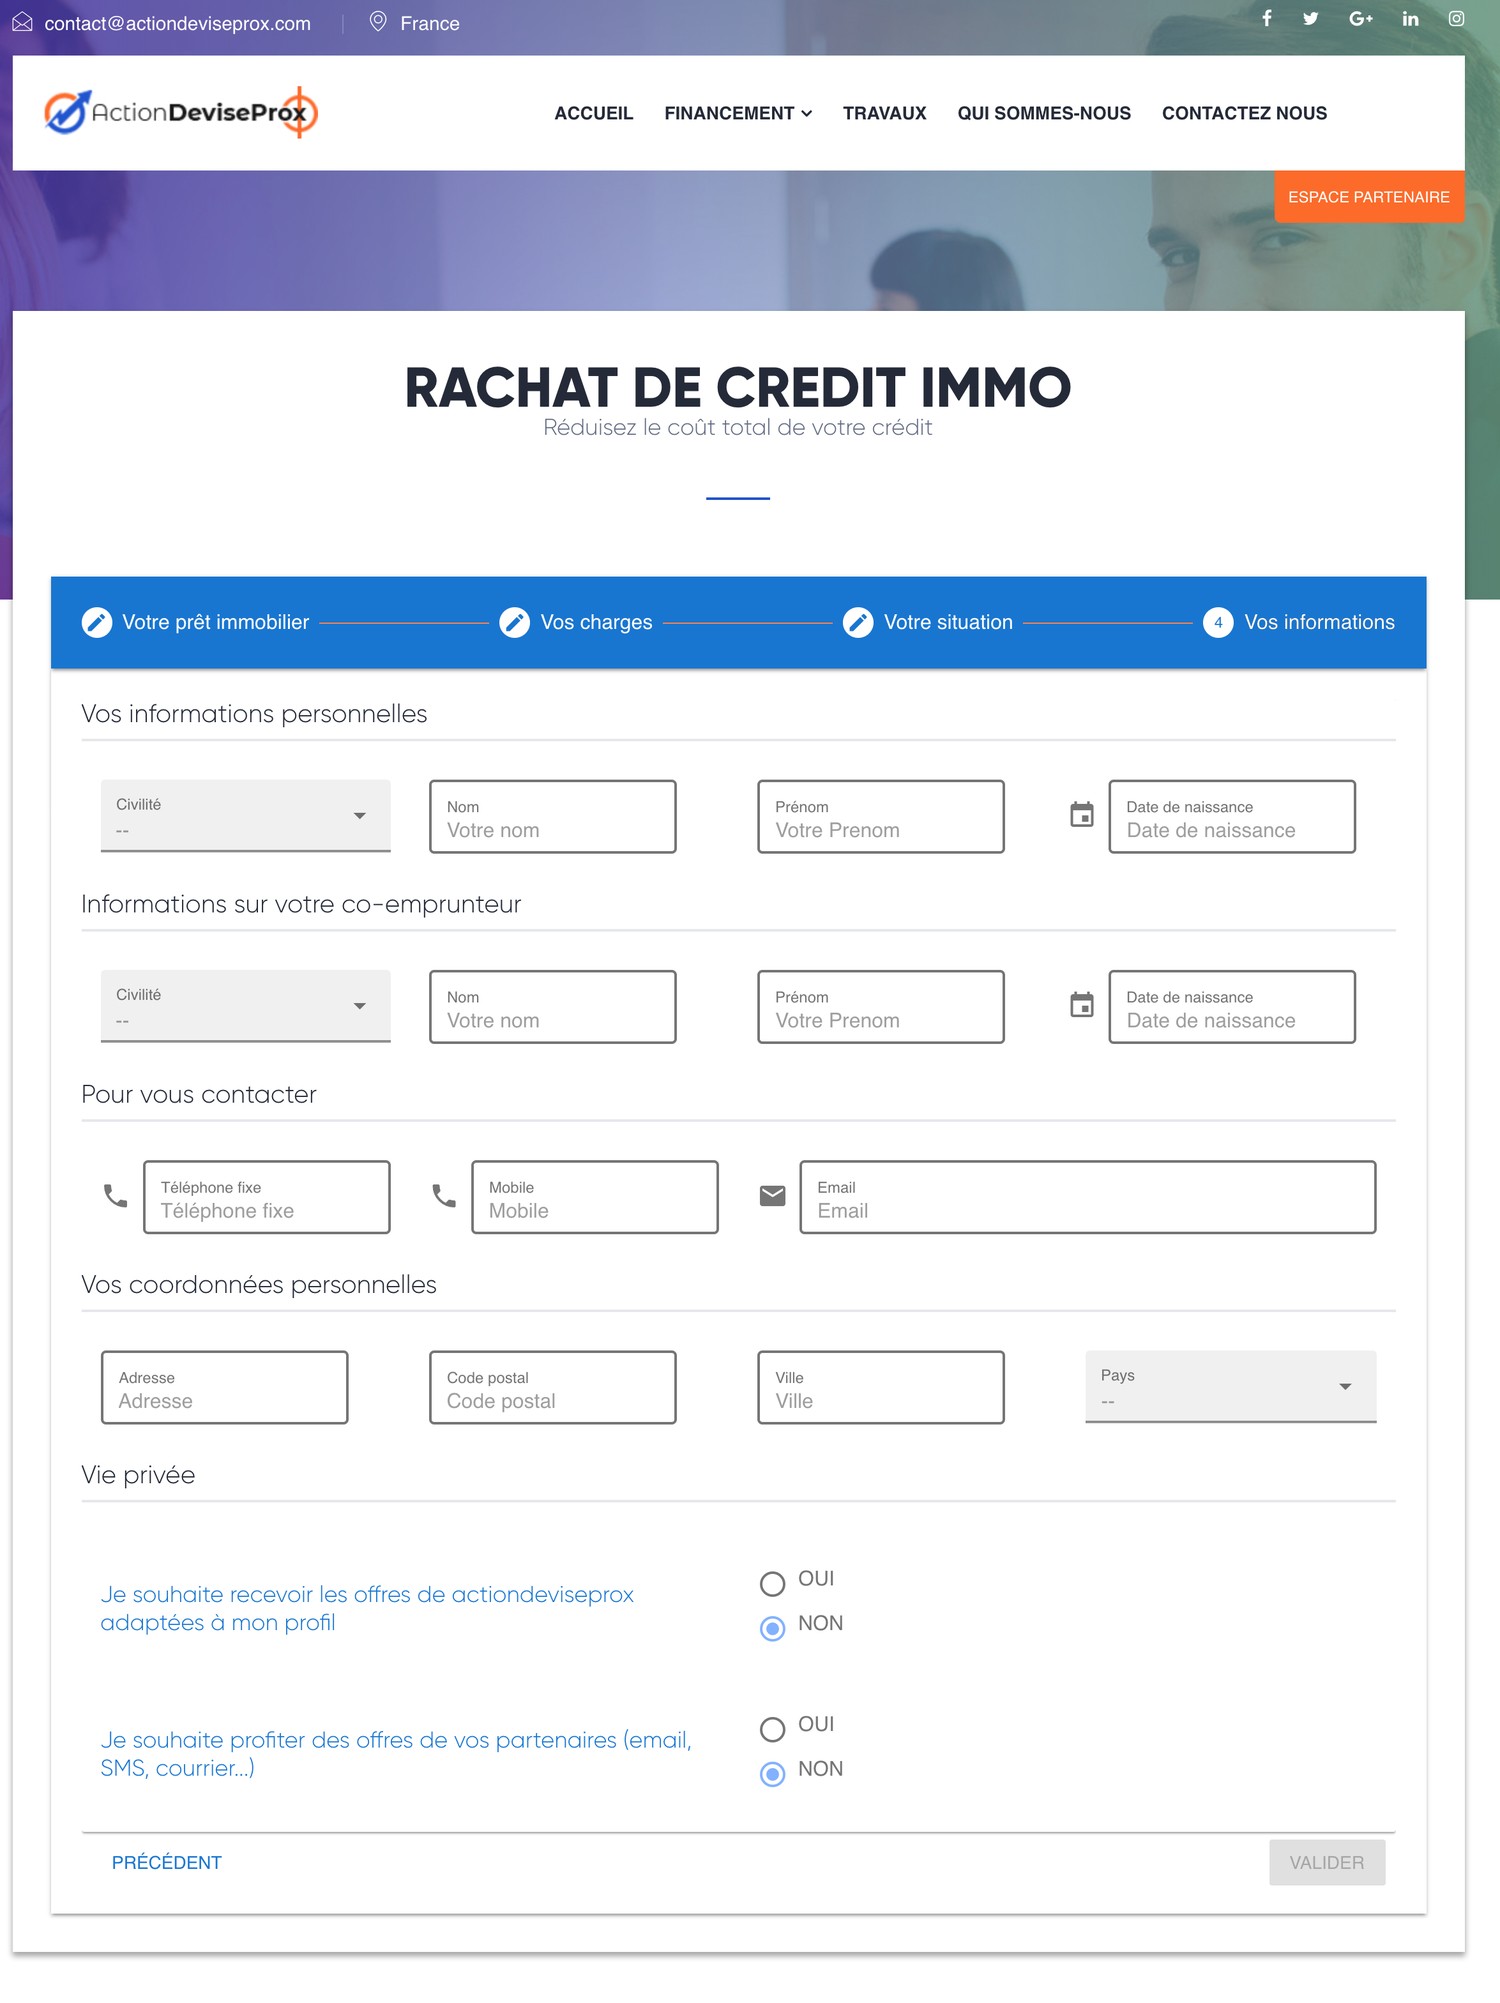 contact@actiondeviseprox.com France
ActionDeviseProx
ACCUEIL FINANCEMENT TRAVAUX QUI SOMMES-NOUS CONTACTEZ NOUS
ESPACE PARTENAIRE
RACHAT DE CREDIT IMMO
Réduisez le coût total de votre crédit
Votre prêt immobilier Vos charges Votre situation 4 Vos informations
Vos informations personnelles
Civilité Nom Prénom Date de naissance
-- Votre nom Votre Prenom Date de naissance
Informations sur votre co-emprunteur
Civilité Nom Prénom Date de naissance
-- Votre nom Votre Prenom Date de naissance
Pour vous contacter
Téléphone fixe Mobile Email
Téléphone fixe Mobile Email
Vos coordonnées personnelles
Adresse Code postal Ville Pays
Adresse Code postal Ville --
Vie privée
Je souhaite recevoir les offres de actiondeviseprox
adaptées à mon profil
OUI
NON
Je souhaite profiter des offres de vos partenaires (email,
SMS, courrier...)
OUI
NON
PRÉCÉDENT VALIDER